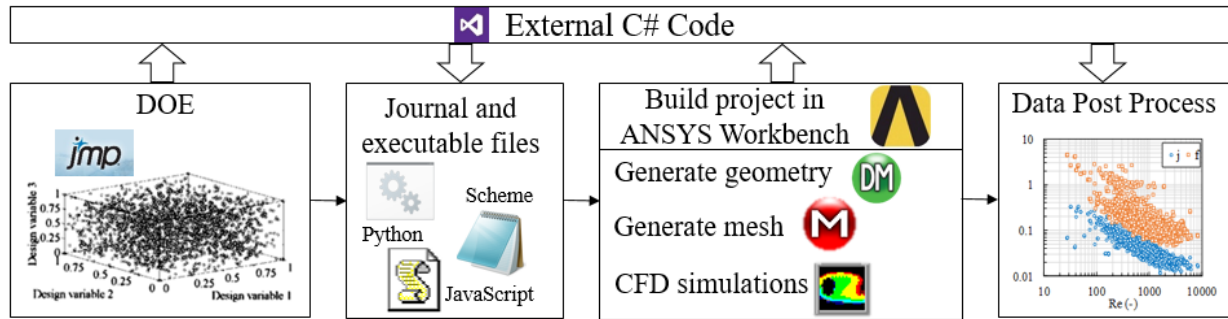 External C# Code
DOE
jmp
Design variable 3
1
0.75
0.5
0.25
0
0.75
0.5
0.25
0
0
0.25
0.5
0.75
1
Design variable 2
Design variable 1
Journal and
executable files
Scheme
Python
JavaScript
Build project in
ANSYS Workbench
Generate geometry
DM
Generate mesh
M
CFD simulations
Data Post Process
j
f
10
1
0.1
0.01
10
100
1000
10000
Re (-)